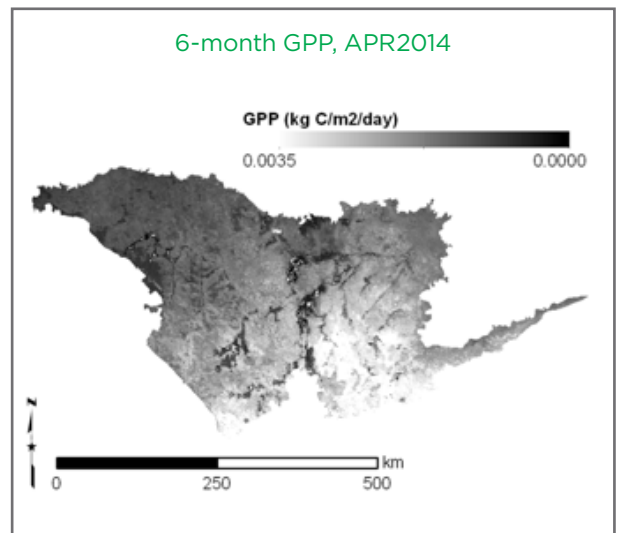 6-month GPP, APR2014
GPP (kg C/m2/day)
0.0035 0.0000
N
km
0 250 500